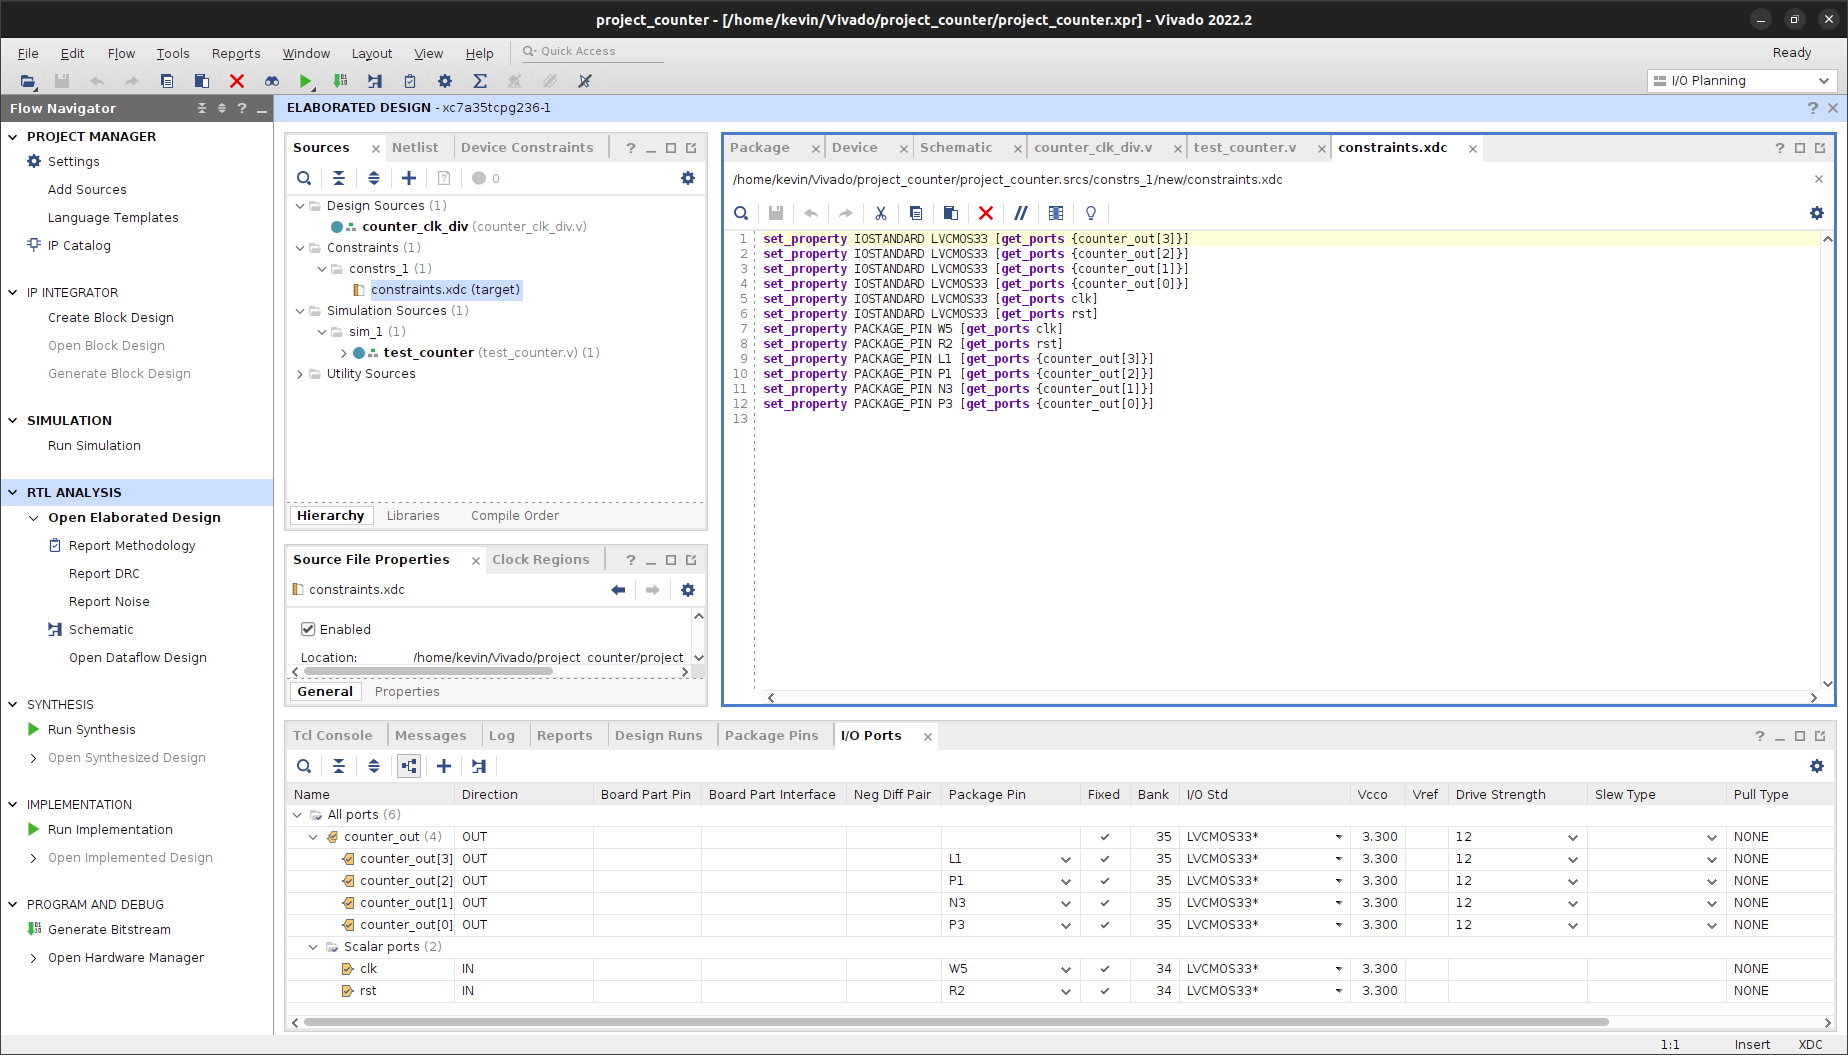 project_counter - [/home/kevin/Vivado/project_counter/project_counter.xpr] - Vivado 2022.2
File Edit Flow Tools Reports Window Layout View Help Quick Access Ready
I/O Planning
Flow Navigator ? _
PROJECT MANAGER
Settings
Add Sources
Language Templates
IP Catalog
IP INTEGRATOR
Create Block Design
Open Block Design
Generate Block Design
SIMULATION
Run Simulation
RTL ANALYSIS
Open Elaborated Design
Report Methodology
Report DRC
Report Noise
Schematic
Open Dataflow Design
SYNTHESIS
Run Synthesis
Open Synthesized Design
IMPLEMENTATION
Run Implementation
Open Implemented Design
PROGRAM AND DEBUG
Generate Bitstream
Open Hardware Manager
ELABORATED DESIGN - xc7a35tcpg236-1
Sources Netlist Device Constraints
0
Design Sources (1)
counter_clk_div (counter_clk_div.v)
Constraints (1)
constrs_1 (1)
constraints.xdc (target)
Simulation Sources (1)
sim_1 (1)
test_counter (test_counter.v) (1)
Utility Sources
Hierarchy Libraries Compile Order
Source File Properties Clock Regions
constraints.xdc
Enabled
Location: /home/kevin/Vivado/project_counter/project
General Properties
Package Device Schematic counter_clk_div.v test_counter.v constraints.xdc
/home/kevin/Vivado/project_counter/project_counter.srcs/constrs_1/new/constraints.xdc
1 set_property IOSTANDARD LVCMOS33 [get_ports {counter_out[3]}]
2 set_property IOSTANDARD LVCMOS33 [get_ports {counter_out[2]}]
3 set_property IOSTANDARD LVCMOS33 [get_ports {counter_out[1]}]
4 set_property IOSTANDARD LVCMOS33 [get_ports {counter_out[0]}]
5 set_property IOSTANDARD LVCMOS33 [get_ports clk]
6 set_property IOSTANDARD LVCMOS33 [get_ports rst]
7 set_property PACKAGE_PIN W5 [get_ports clk]
8 set_property PACKAGE_PIN R2 [get_ports rst]
9 set_property PACKAGE_PIN L1 [get_ports {counter_out[3]}]
10 set_property PACKAGE_PIN P1 [get_ports {counter_out[2]}]
11 set_property PACKAGE_PIN N3 [get_ports {counter_out[1]}]
12 set_property PACKAGE_PIN P3 [get_ports {counter_out[0]}]
13
Tcl Console Messages Log Reports Design Runs Package Pins I/O Ports
Name Direction Board Part Pin Board Part Interface Neg Diff Pair Package Pin Fixed Bank I/O Std Vcco Vref Drive Strength Slew Type Pull Type
All ports (6)
counter_out (4) OUT 35 LVCMOS33* 3.300 12 NONE
counter_out[3] OUT L1 35 LVCMOS33* 3.300 12 NONE
counter_out[2] OUT P1 35 LVCMOS33* 3.300 12 NONE
counter_out[1] OUT N3 35 LVCMOS33* 3.300 12 NONE
counter_out[0] OUT P3 35 LVCMOS33* 3.300 12 NONE
Scalar ports (2)
clk IN W5 34 LVCMOS33* 3.300 NONE
rst IN R2 34 LVCMOS33* 3.300 NONE
1:1 Insert XDC